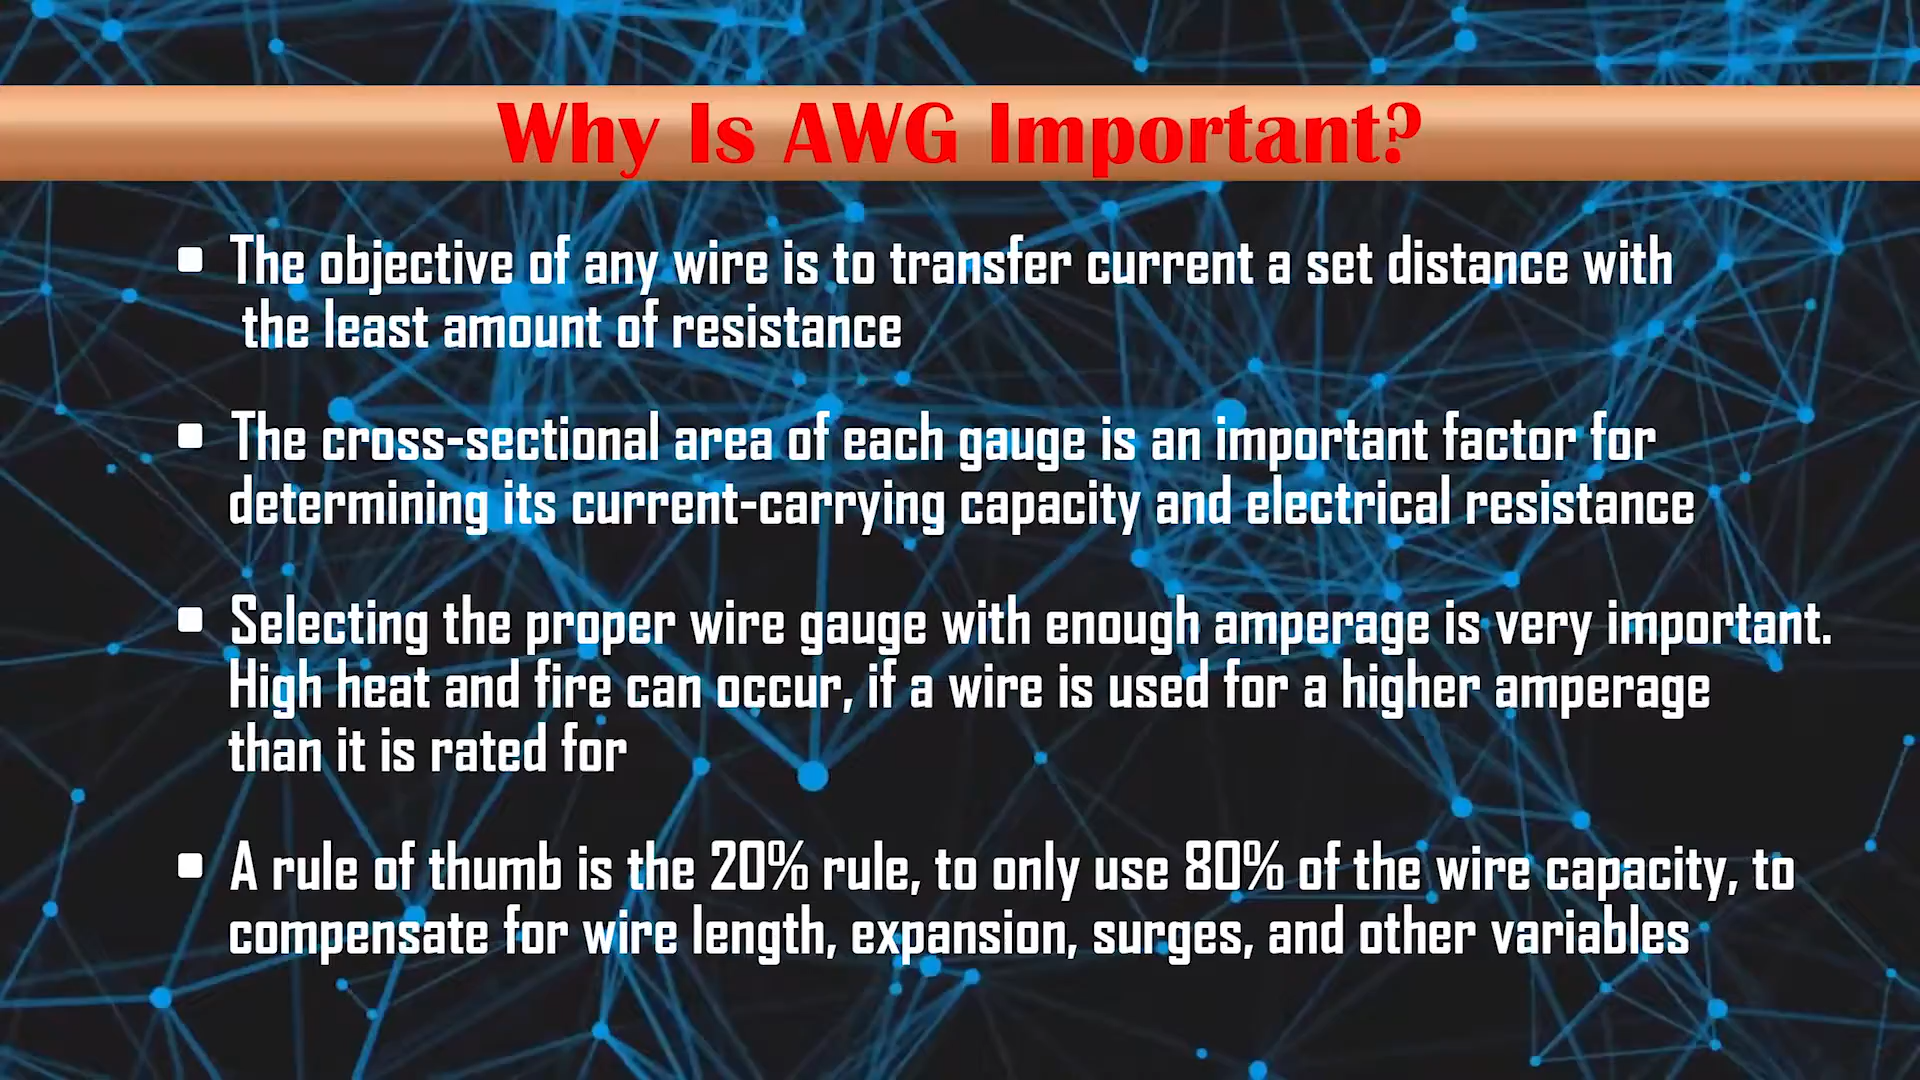 Why Is AWG Important?
▪ The objective of any wire is to transfer current a set distance with
the least amount of resistance
▪ The cross-sectional area of each gauge is an important factor for
determining its current-carrying capacity and electrical resistance
▪ Selecting the proper wire gauge with enough amperage is very important.
High heat and fire can occur, if a wire is used for a higher amperage
than it is rated for
▪ A rule of thumb is the 20% rule, to only use 80% of the wire capacity, to
compensate for wire length, expansion, surges, and other variables